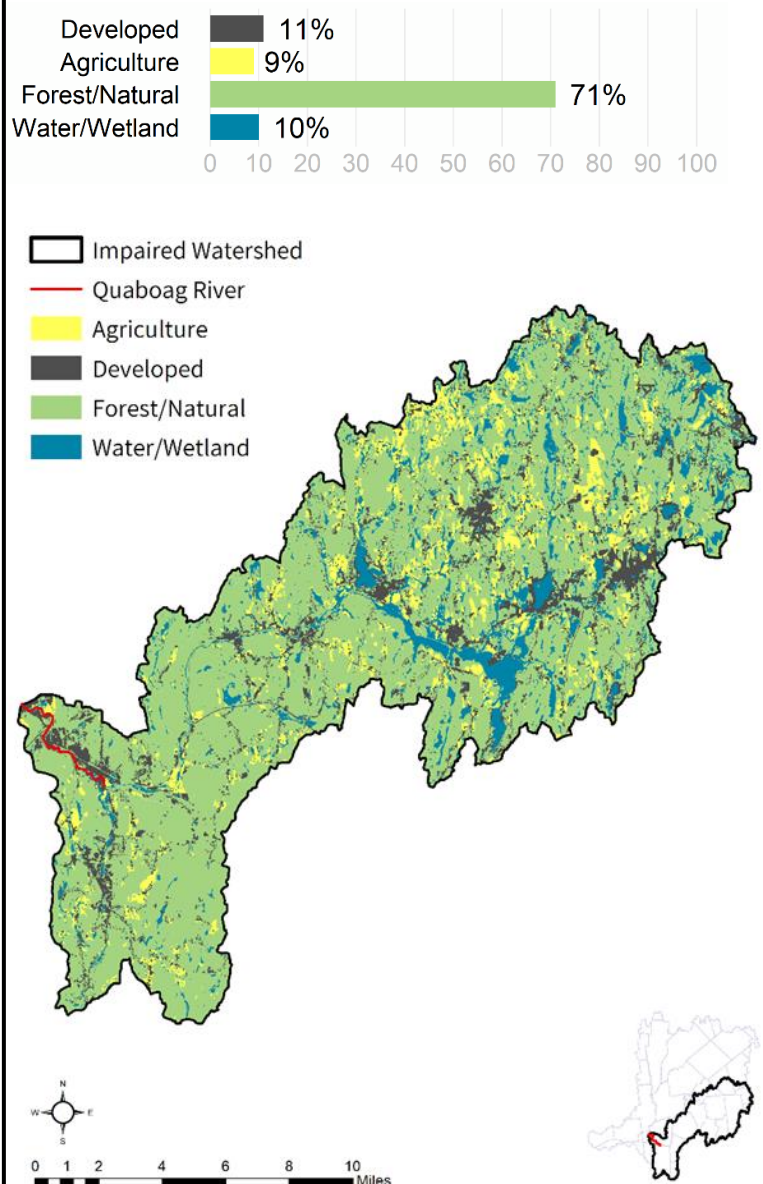 Developed 11%
Agriculture 9%
Forest/Natural 71%
Water/Wetland 10%
0 10 20 30 40 50 60 70 80 90 100
Impaired Watershed
Quaboag River
Agriculture
Developed
Forest/Natural
Water/Wetland
N
W E
S
0 1 2 4 6 8 10
Miles